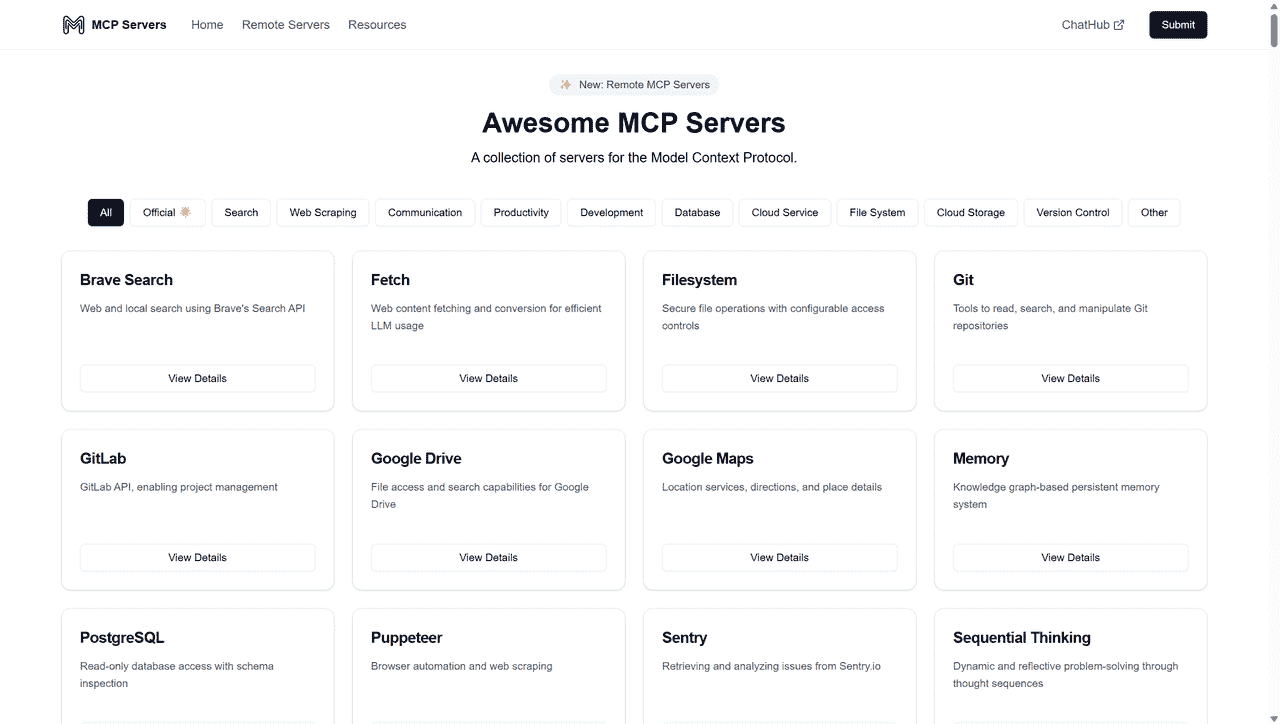 MCP Servers
Home
Remote Servers
Resources
ChatHub
Submit
New: Remote MCP Servers
Awesome MCP Servers
A collection of servers for the Model Context Protocol.
All
Official
Search
Web Scraping
Communication
Productivity
Development
Database
Cloud Service
File System
Cloud Storage
Version Control
Other
Brave Search
Web and local search using Brave's Search API
View Details
Fetch
Web content fetching and conversion for efficient
LLM usage
View Details
Filesystem
Secure file operations with configurable access
controls
View Details
Git
Tools to read, search, and manipulate Git
repositories
View Details
GitLab
GitLab API, enabling project management
View Details
Google Drive
File access and search capabilities for Google
Drive
View Details
Google Maps
Location services, directions, and place details
View Details
Memory
Knowledge graph-based persistent memory
system
View Details
PostgreSQL
Read-only database access with schema
inspection
Puppeteer
Browser automation and web scraping
Sentry
Retrieving and analyzing issues from Sentry.io
Sequential Thinking
Dynamic and reflective problem-solving through
thought sequences